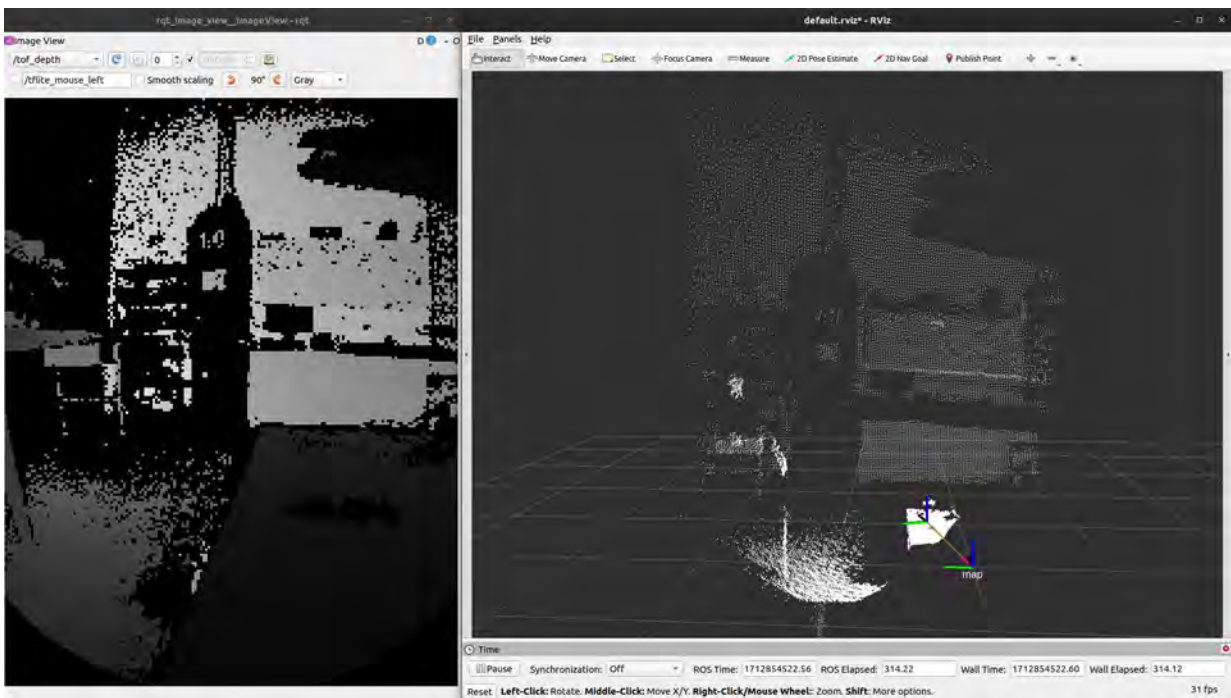 rqt_image_view__ImageView - rqt
Image View
/tof_depth
0
/tflite_mouse_left
Smooth scaling
90°
Gray
default.rviz* - RViz
File Panels Help
Interact Move Camera Select Focus Camera Measure 2D Pose Estimate 2D Nav Goal Publish Point
map
Time
Pause Synchronization: Off ROS Time: 1712854522.56 ROS Elapsed: 314.22 Wall Time: 1712854522.60 Wall Elapsed: 314.12
Reset Left-Click: Rotate. Middle-Click: Move X/Y. Right-Click/Mouse Wheel: Zoom. Shift: More options. 31 fps